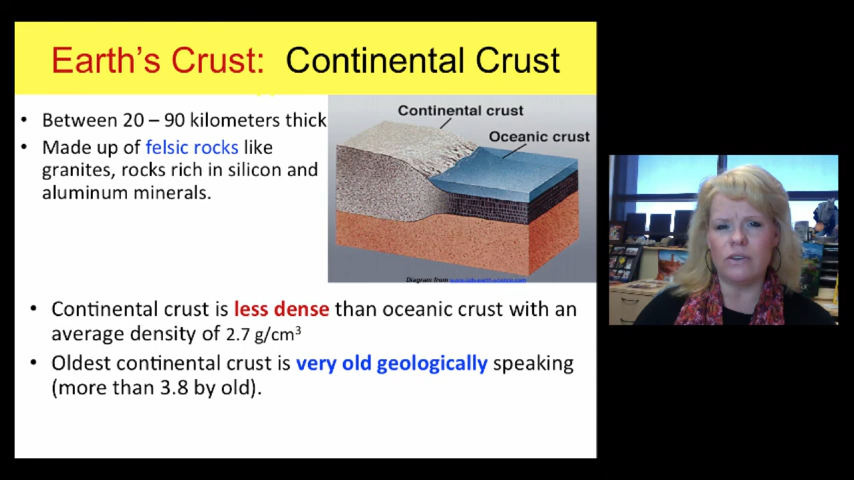 Earth's Crust: Continental Crust
• Between 20 – 90 kilometers thick
• Made up of felsic rocks like
granites, rocks rich in silicon and
aluminum minerals.
Continental crust
Oceanic crust
Diagram from
• Continental crust is less dense than oceanic crust with an
average density of 2.7 g/cm³
• Oldest continental crust is very old geologically speaking
(more than 3.8 by old).